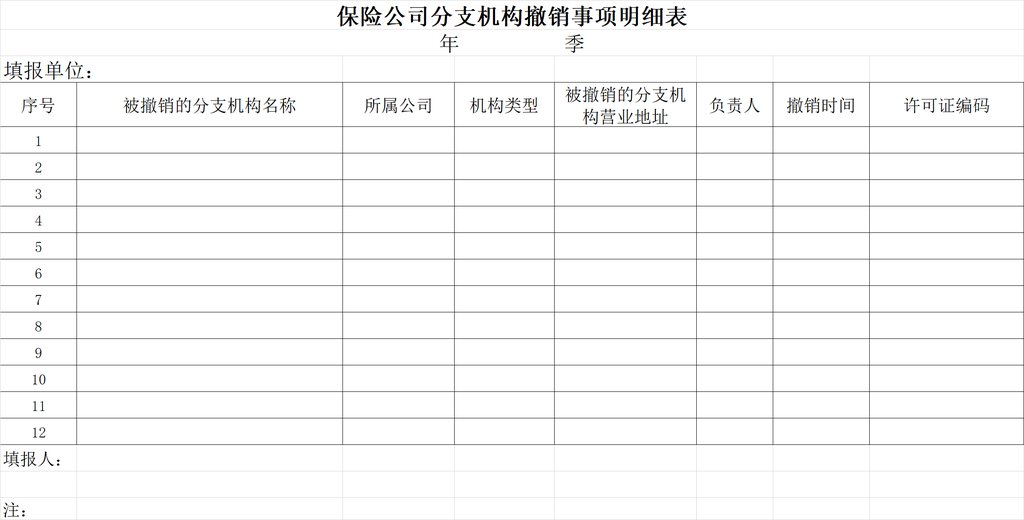 保险公司分支机构撤销事项明细表
年 季
填报单位：
序号 被撤销的分支机构名称 所属公司 机构类型 被撤销的分支机构营业地址 负责人 撤销时间 许可证编码
1
2
3
4
5
6
7
8
9
10
11
12
填报人：
注：